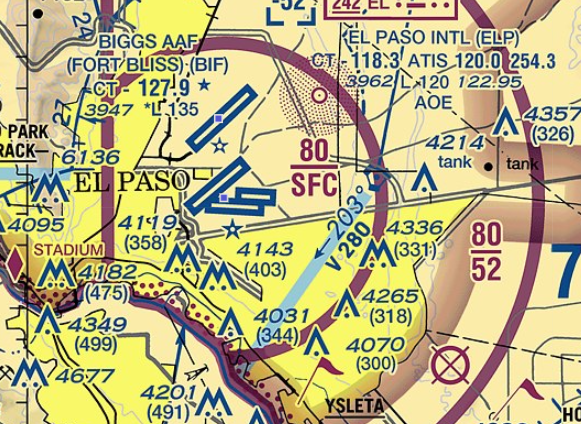 -52
242 EL
BIGGS AAF
(FORT BLISS) (BIF)
CT - 127.9
3947 *L 135
EL PASO INTL (ELP)
CT - 118.3 ATIS 120.0 254.3
3962 L 120 122.95
AOE
4357
(326)
PARK
6136
4214
tank
tank
80
SFC
EL PASO
203°
V 280
4095
STADIUM
4119
(358)
4143
(403)
4336
(331)
80
52
7
4182
(475)
4265
(318)
4349
(499)
4031
(344)
4070
(300)
4677
4201
(491)
YSLETA